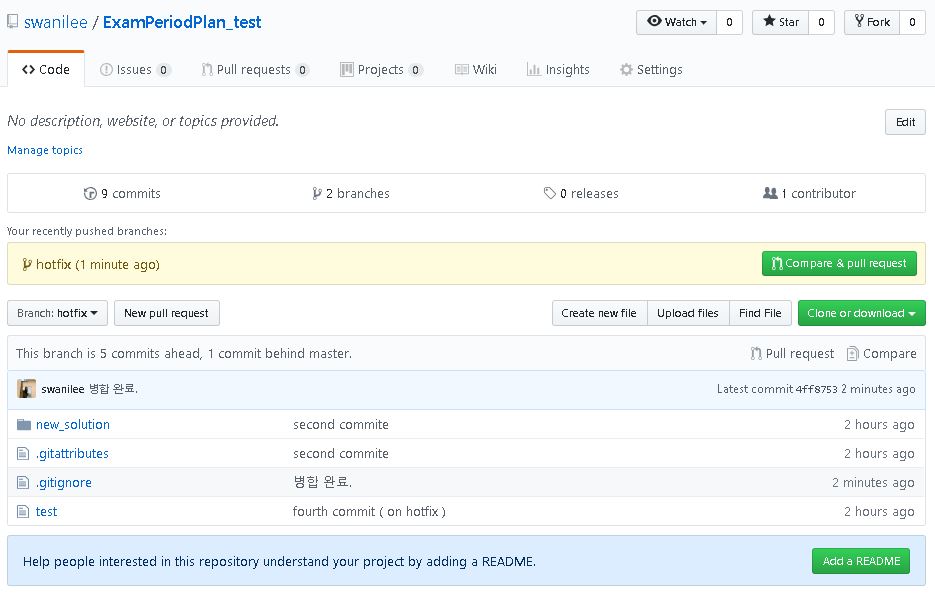 swanilee / ExamPeriodPlan_test Watch 0 Star 0 Fork 0
Code Issues 0 Pull requests 0 Projects 0 Wiki Insights Settings
No description, website, or topics provided. Edit
Manage topics
9 commits 2 branches 0 releases 1 contributor
Your recently pushed branches:
hotfix (1 minute ago) Compare & pull request
Branch: hotfix New pull request Create new file Upload files Find File Clone or download
This branch is 5 commits ahead, 1 commit behind master. Pull request Compare
swanilee 병합 완료. Latest commit 4ff8753 2 minutes ago
new_solution second commite 2 hours ago
.gitattributes second commite 2 hours ago
.gitignore 병합 완료. 2 minutes ago
test fourth commit ( on hotfix ) 2 hours ago
Help people interested in this repository understand your project by adding a README. Add a README